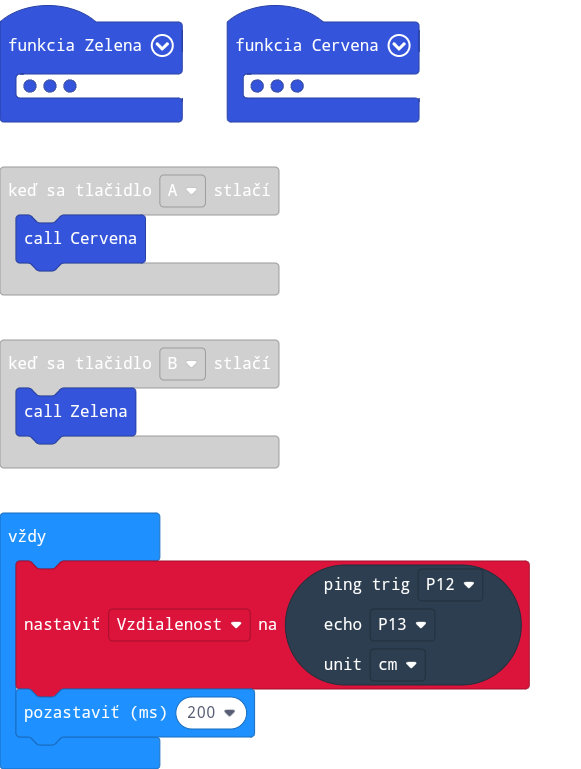 funkcia Zelena
funkcia Cervena
keď sa tlačidlo A stlačí
call Cervena
keď sa tlačidlo B stlačí
call Zelena
vždy
ping trig P12
nastaviť Vzdialenost na echo P13
unit cm
pozastaviť (ms) 200